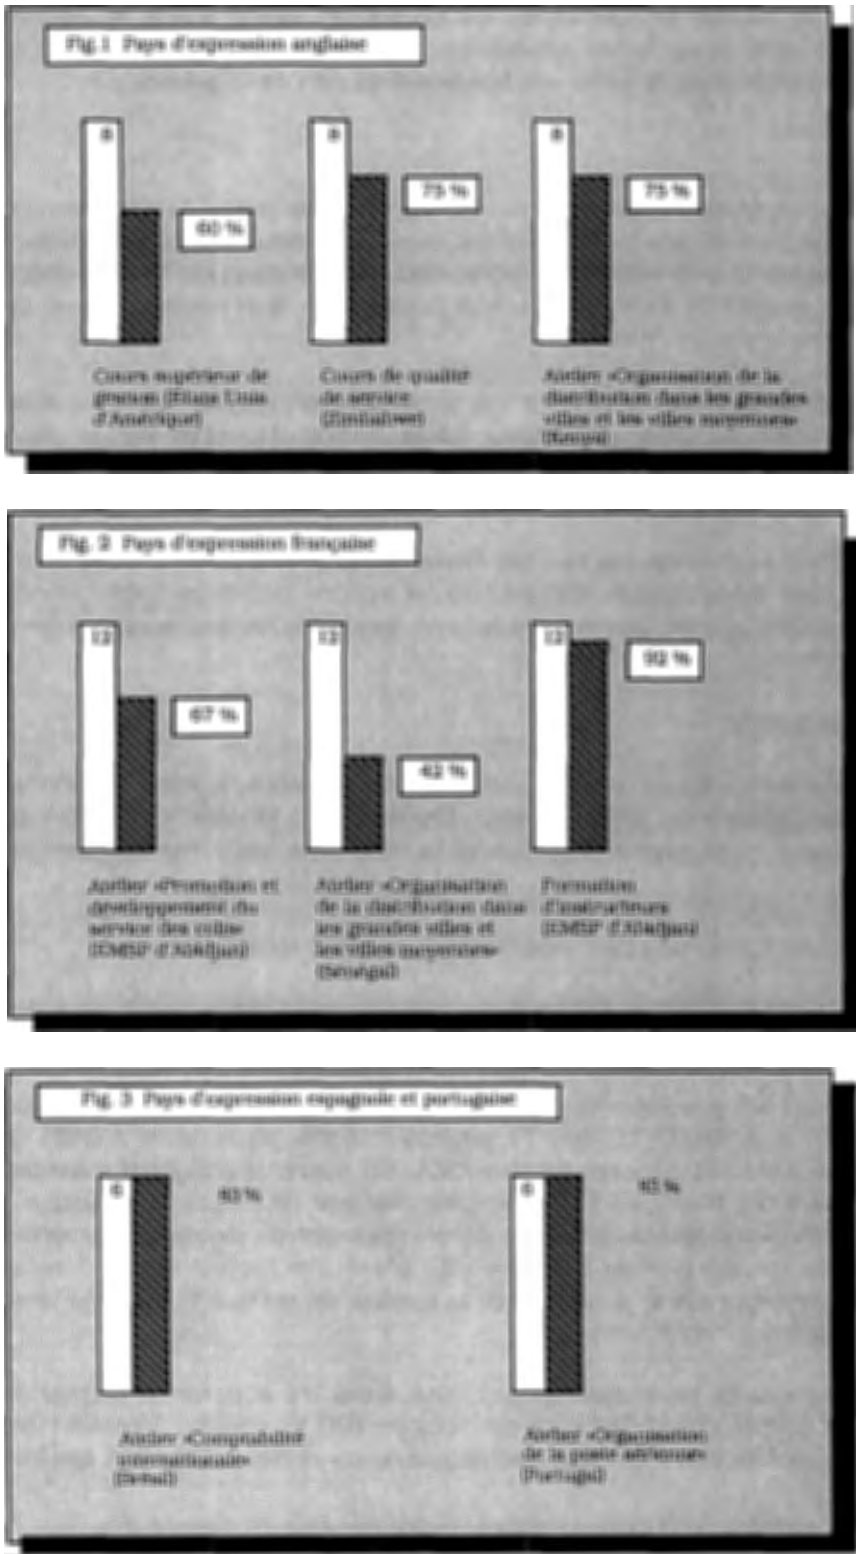 Fig.1 Pays d'expression anglaise
8
8
8
60 %
75 %
75 %
Cours supérieur de
gestion (Etats Unis
d'Amérique)
Cours de qualité
de service
(Zimbabwe)
Atelier «Organisation de la
distribution dans les grandes
villes et les villes moyennes»
(Kenya)
Fig. 2 Pays d'expression française
12
12
12
67 %
42 %
92 %
Atelier «Promotion et
développement du
service des colis»
(EMSP d'Abidjan)
Atelier «Organisation
de la distribution dans
les grandes villes et
les villes moyennes»
(Sénégal)
Formation
d'instructeurs
(EMSP d'Abidjan)
Fig. 3 Pays d'expression espagnole et portugaise
6
6
%
%
Atelier «Comptabilité
internationale»
Atelier «Organisation
de la poste aérienne»
(Portugal)